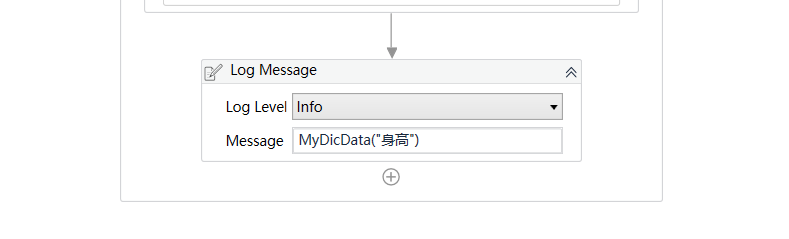 Log Message
Log Level Info
Message MyDicData("身高")